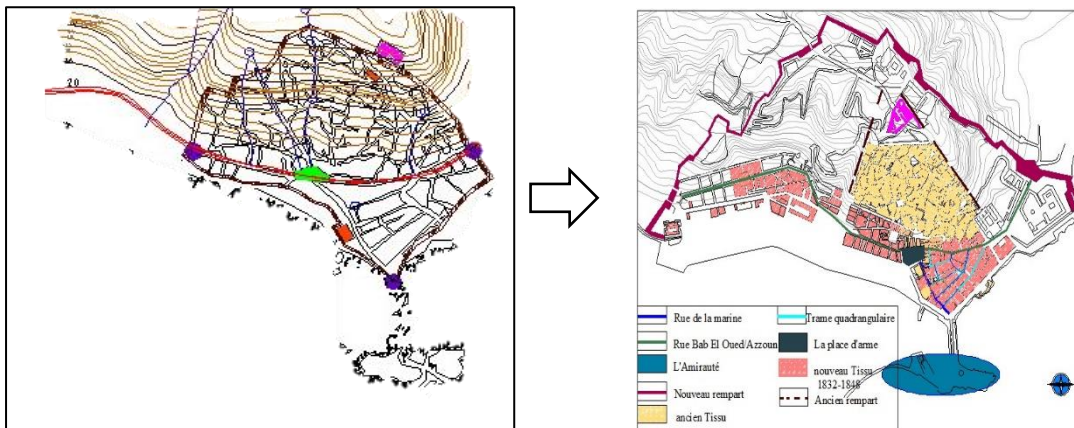 20
Rue de la marine
Trame quadrangulaire
Rue Bab El Oued/Azzoun
La place d'arme
L'Amirauté
nouveau Tissu
1832-1848
Nouveau rempart
Ancien rempart
ancien Tissu